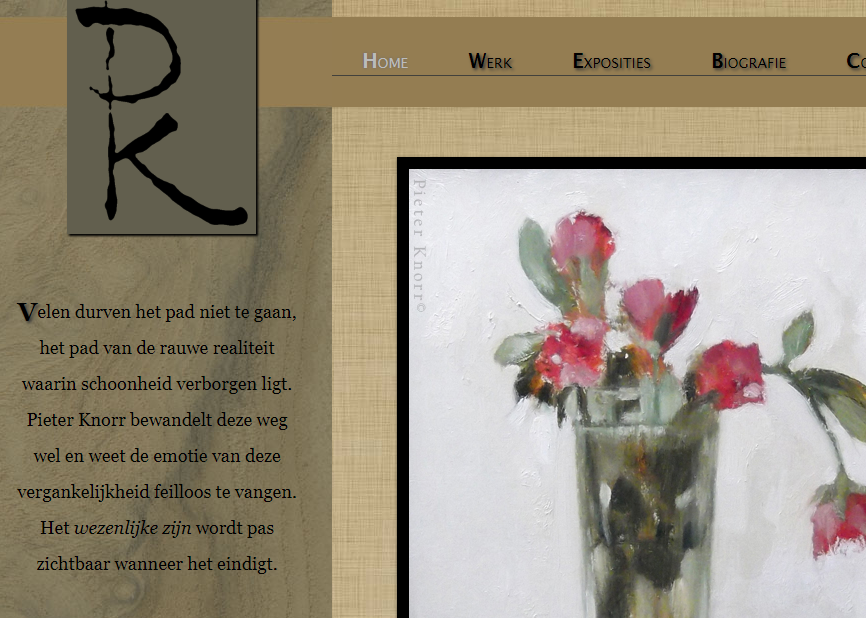 PK
Home
Werk
Exposities
Biografie
Pieter Knorr©
Velen durven het pad niet te gaan,
het pad van de rauwe realiteit
waarin schoonheid verborgen ligt.
Pieter Knorr bewandelt deze weg
wel en weet de emotie van deze
vergankelijkheid feilloos te vangen.
Het wezenlijke zijn wordt pas
zichtbaar wanneer het eindigt.